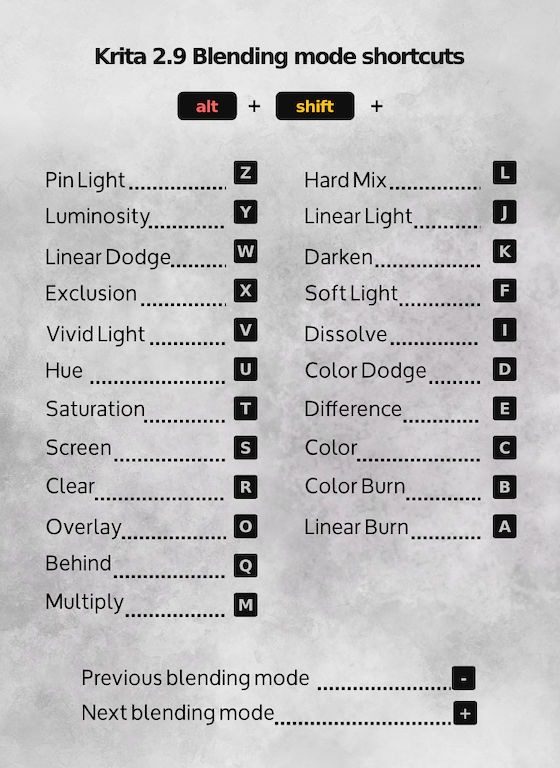 Krita 2.9 Blending mode shortcuts
alt + shift +
Pin Light Z
Luminosity Y
Linear Dodge W
Exclusion X
Vivid Light V
Hue U
Saturation T
Screen S
Clear R
Overlay O
Behind Q
Multiply M
Hard Mix L
Linear Light J
Darken K
Soft Light F
Dissolve I
Color Dodge D
Difference E
Color C
Color Burn B
Linear Burn A
Previous blending mode -
Next blending mode +